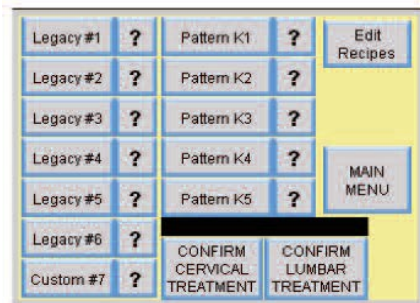 Legacy #1 ? Pattern K1 ? Edit
Recipes
Legacy #2 ? Pattern K2 ?
Legacy #3 ? Pattern K3 ?
Legacy #4 ? Pattern K4 ?
MAIN
MENU
Legacy #5 ? Pattern K5 ?
Legacy #6 ?
CONFIRM
CERVICAL
TREATMENT
CONFIRM
LUMBAR
TREATMENT
Custom #7 ?